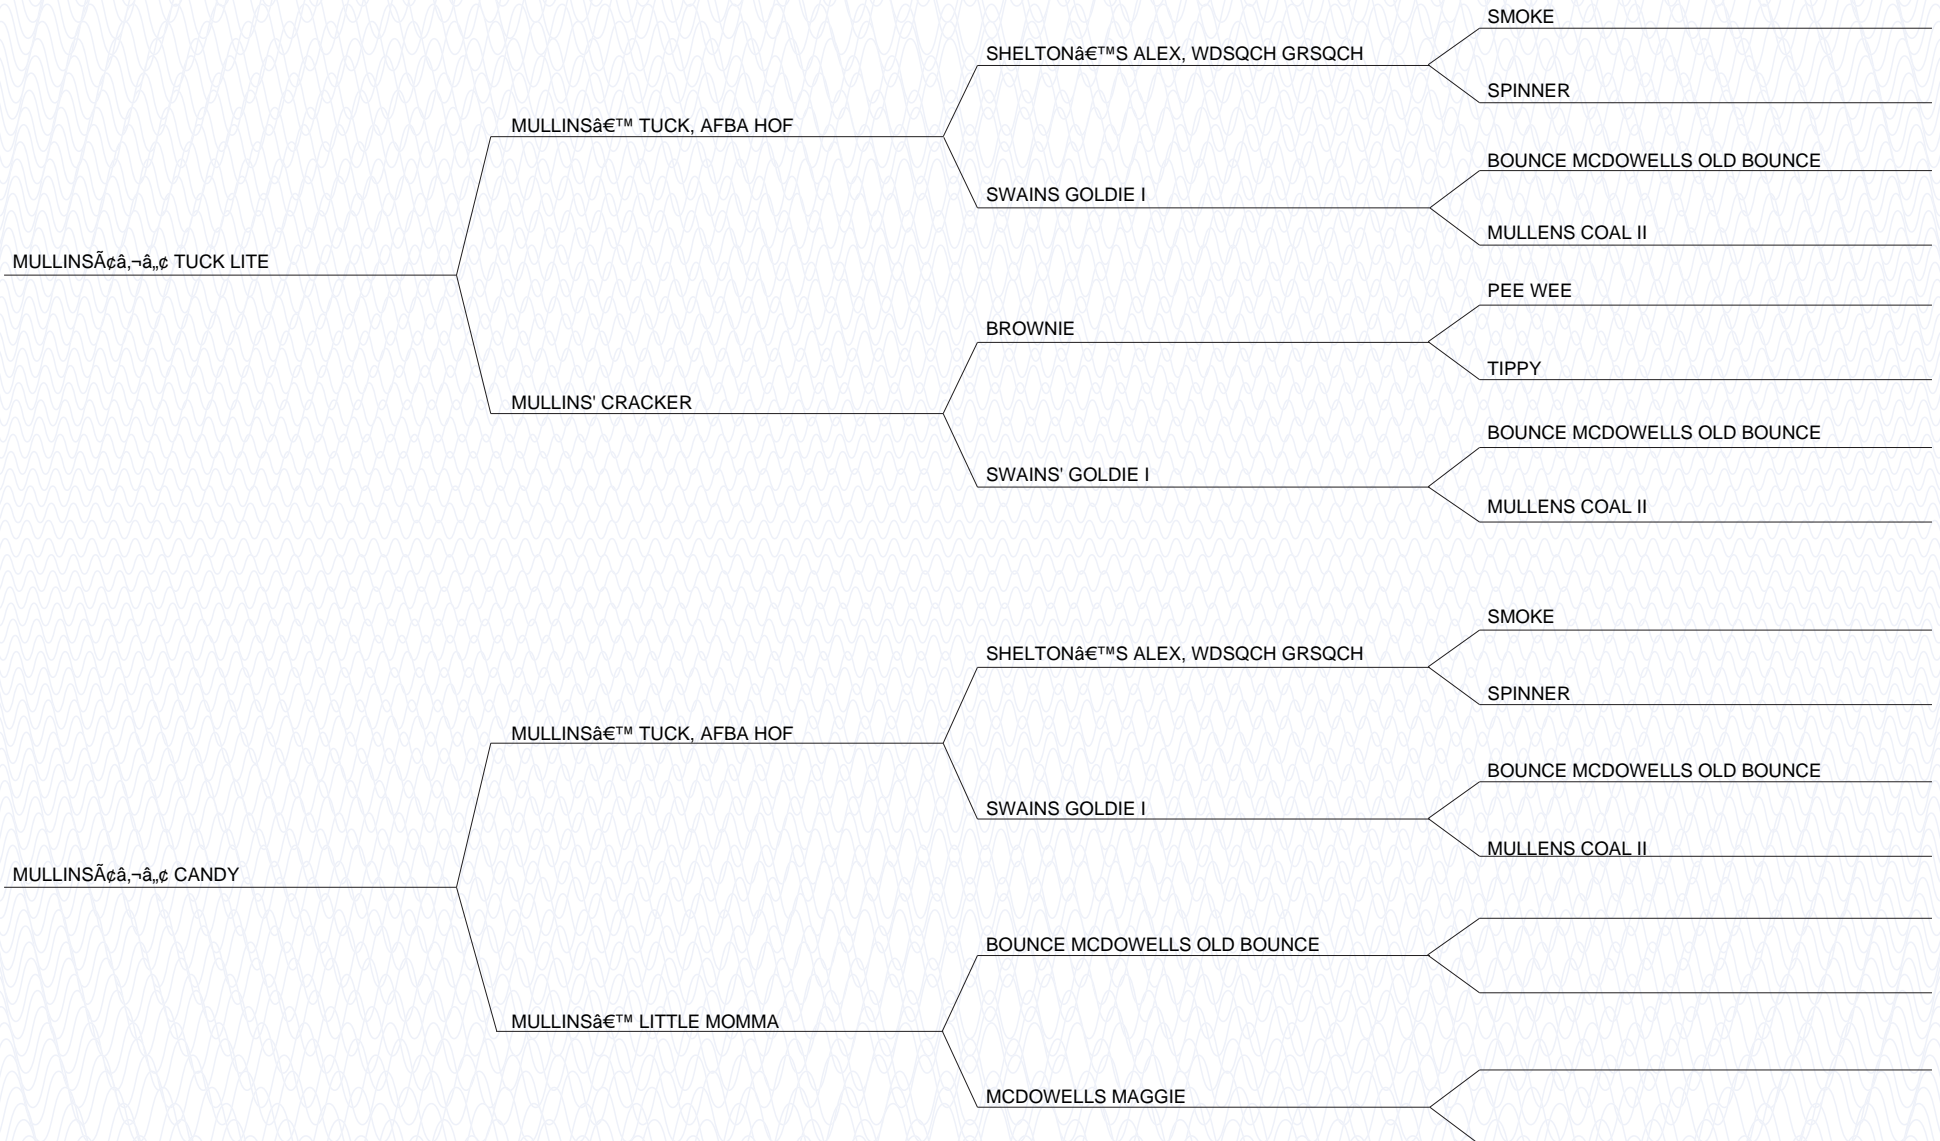 SMOKE
SHELTONâ€™S ALEX, WDSQCH GRSQCH
SPINNER
MULLINSâ€™ TUCK, AFBA HOF
BOUNCE MCDOWELLS OLD BOUNCE
SWAINS GOLDIE I
MULLENS COAL II
MULLINSÃ¢â‚¬â„¢ TUCK LITE
PEE WEE
BROWNIE
TIPPY
MULLINS' CRACKER
BOUNCE MCDOWELLS OLD BOUNCE
SWAINS' GOLDIE I
MULLENS COAL II
SMOKE
SHELTONâ€™S ALEX, WDSQCH GRSQCH
SPINNER
MULLINSâ€™ TUCK, AFBA HOF
BOUNCE MCDOWELLS OLD BOUNCE
SWAINS GOLDIE I
MULLENS COAL II
MULLINSÃ¢â‚¬â„¢ CANDY
BOUNCE MCDOWELLS OLD BOUNCE
MULLINSâ€™ LITTLE MOMMA
MCDOWELLS MAGGIE